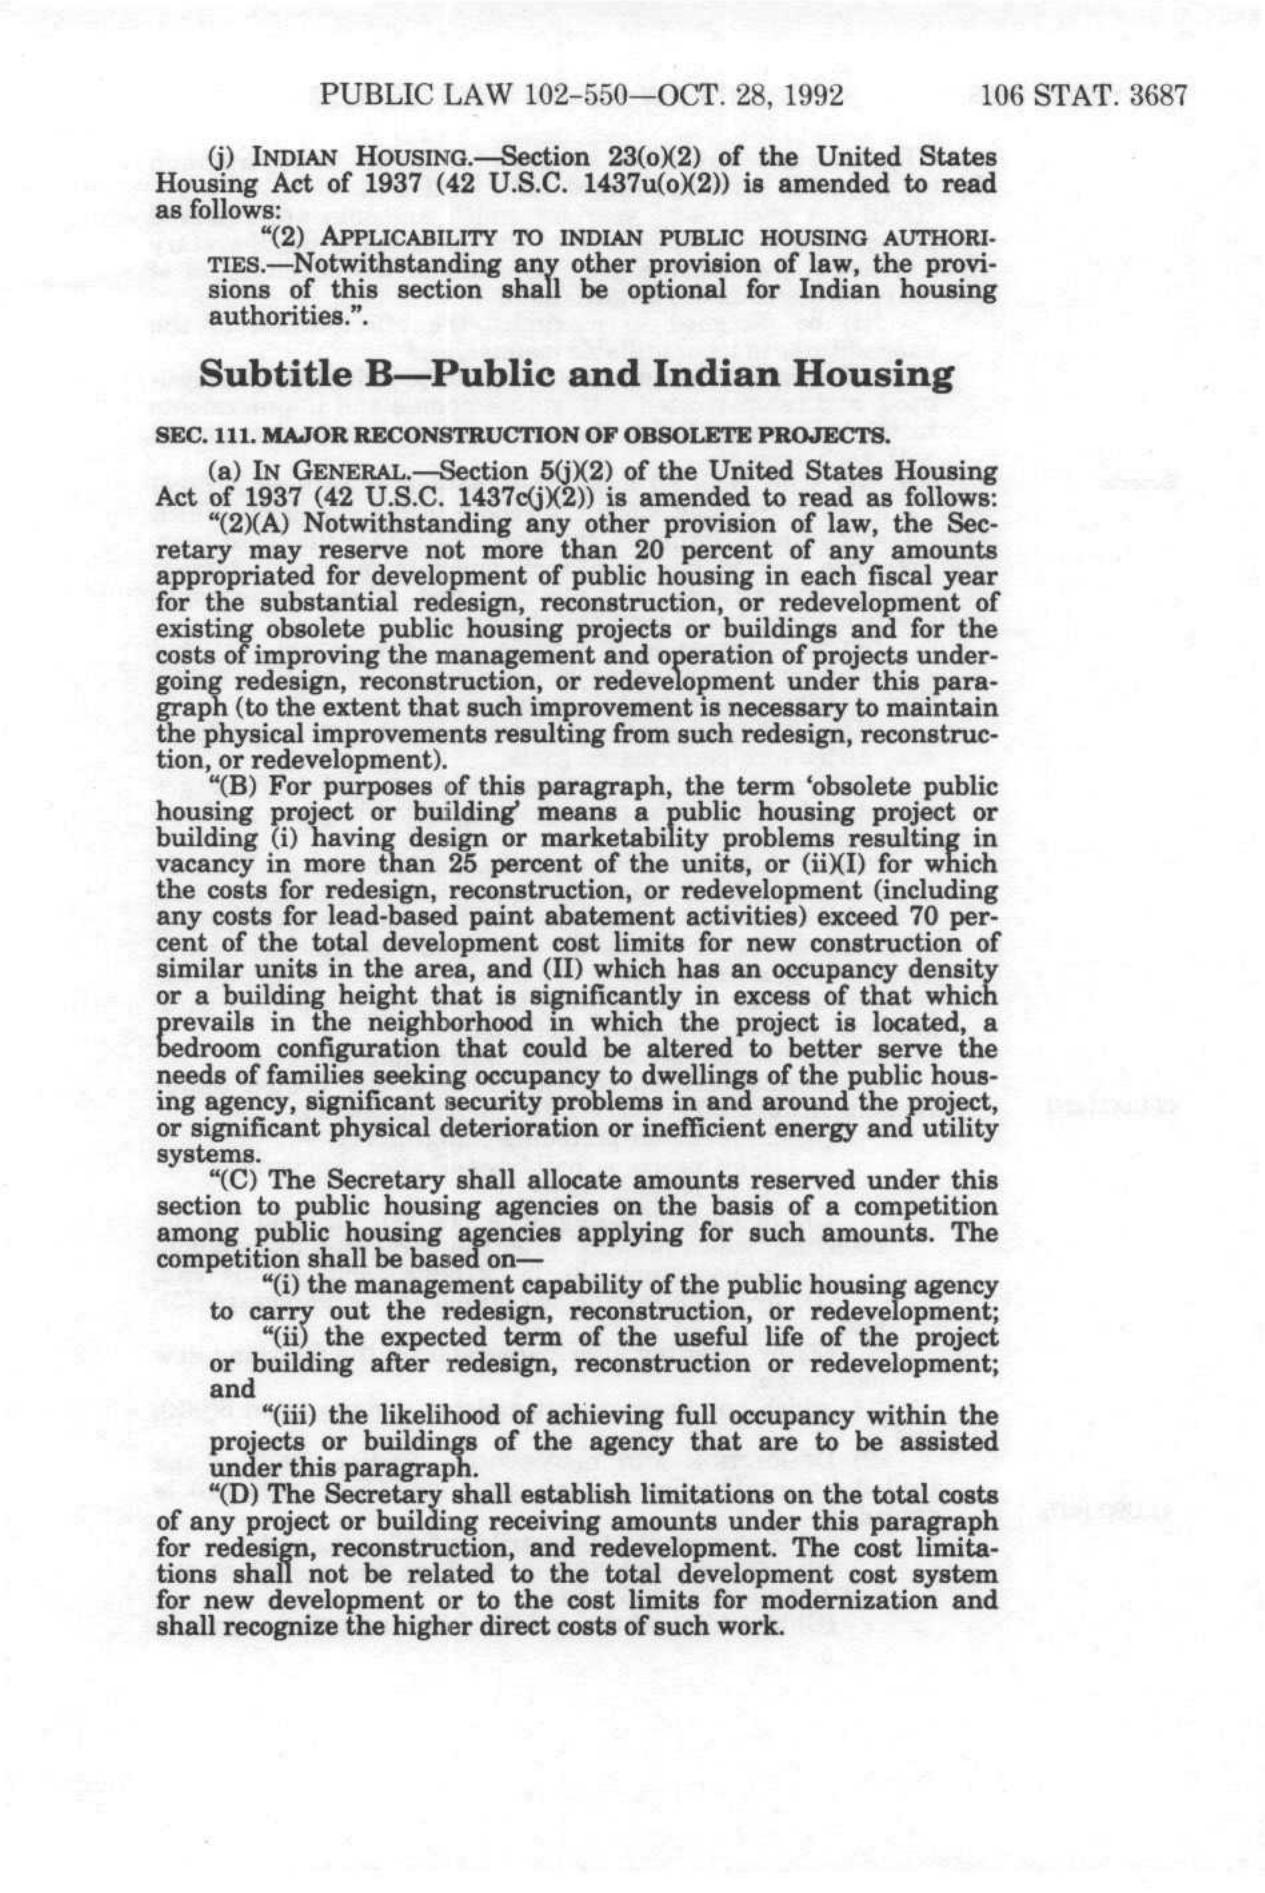 PUBLIC LAW 102–550—OCT. 28, 1992 106 STAT. 3687
(j) INDIAN HOUSING.—Section 23(o)(2) of the United States
Housing Act of 1937 (42 U.S.C. 1437u(o)(2)) is amended to read
as follows:
“(2) APPLICABILITY TO INDIAN PUBLIC HOUSING AUTHORI-
TIES.—Notwithstanding any other provision of law, the provi-
sions of this section shall be optional for Indian housing
authorities.”.
Subtitle B—Public and Indian Housing
SEC. 111. MAJOR RECONSTRUCTION OF OBSOLETE PROJECTS.
(a) IN GENERAL.—Section 5(j)(2) of the United States Housing
Act of 1937 (42 U.S.C. 1437c(j)(2)) is amended to read as follows:
“(2)(A) Notwithstanding any other provision of law, the Sec-
retary may reserve not more than 20 percent of any amounts
appropriated for development of public housing in each fiscal year
for the substantial redesign, reconstruction, or redevelopment of
existing obsolete public housing projects or buildings and for the
costs of improving the management and operation of projects under-
going redesign, reconstruction, or redevelopment under this para-
graph (to the extent that such improvement is necessary to maintain
the physical improvements resulting from such redesign, reconstruc-
tion, or redevelopment).
“(B) For purposes of this paragraph, the term ‘obsolete public
housing project or building’ means a public housing project or
building (i) having design or marketability problems resulting in
vacancy in more than 25 percent of the units, or (ii)(I) for which
the costs for redesign, reconstruction, or redevelopment (including
any costs for lead-based paint abatement activities) exceed 70 per-
cent of the total development cost limits for new construction of
similar units in the area, and (II) which has an occupancy density
or a building height that is significantly in excess of that which
prevails in the neighborhood in which the project is located, a
bedroom configuration that could be altered to better serve the
needs of families seeking occupancy to dwellings of the public hous-
ing agency, significant security problems in and around the project,
or significant physical deterioration or inefficient energy and utility
systems.
“(C) The Secretary shall allocate amounts reserved under this
section to public housing agencies on the basis of a competition
among public housing agencies applying for such amounts. The
competition shall be based on—
“(i) the management capability of the public housing agency
to carry out the redesign, reconstruction, or redevelopment;
“(ii) the expected term of the useful life of the project
or building after redesign, reconstruction or redevelopment;
and
“(iii) the likelihood of achieving full occupancy within the
projects or buildings of the agency that are to be assisted
under this paragraph.
“(D) The Secretary shall establish limitations on the total costs
of any project or building receiving amounts under this paragraph
for redesign, reconstruction, and redevelopment. The cost limita-
tions shall not be related to the total development cost system
for new development or to the cost limits for modernization and
shall recognize the higher direct costs of such work.